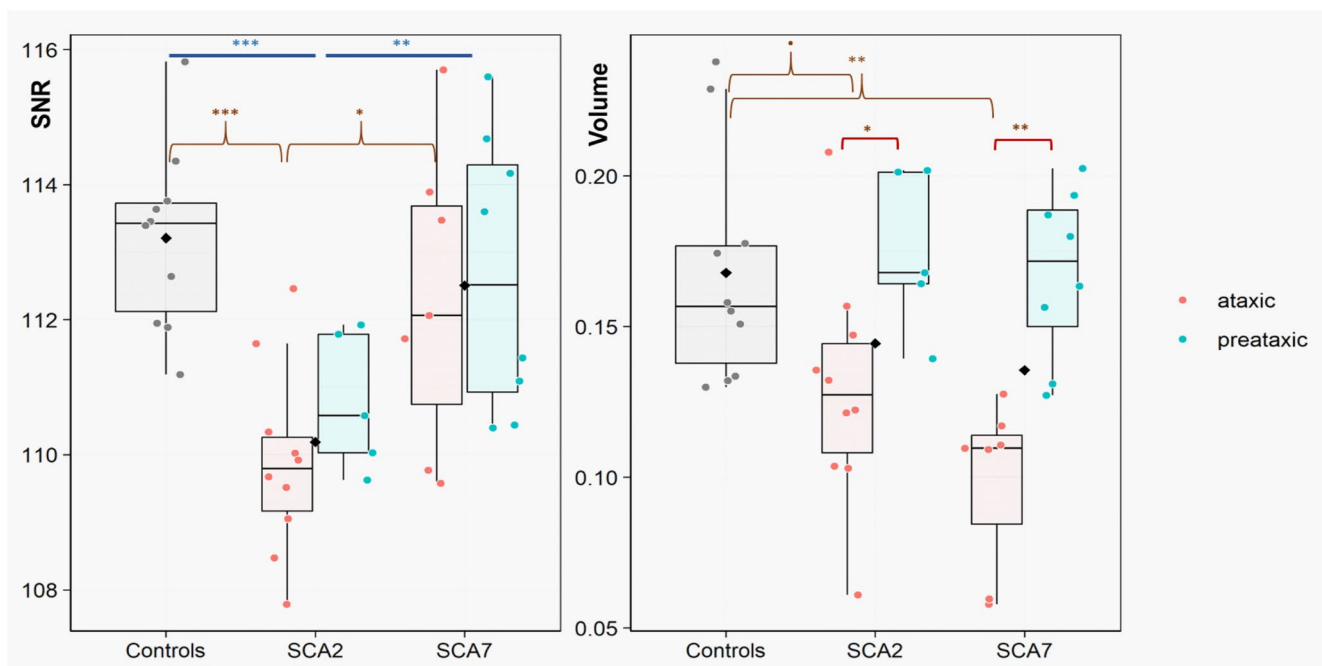 SNR
116
114
112
110
108
***
**
***
*
Controls
SCA2
SCA7
Volume
0.20
0.15
0.10
0.05
•
**
*
**
Controls
SCA2
SCA7
ataxic
preataxic